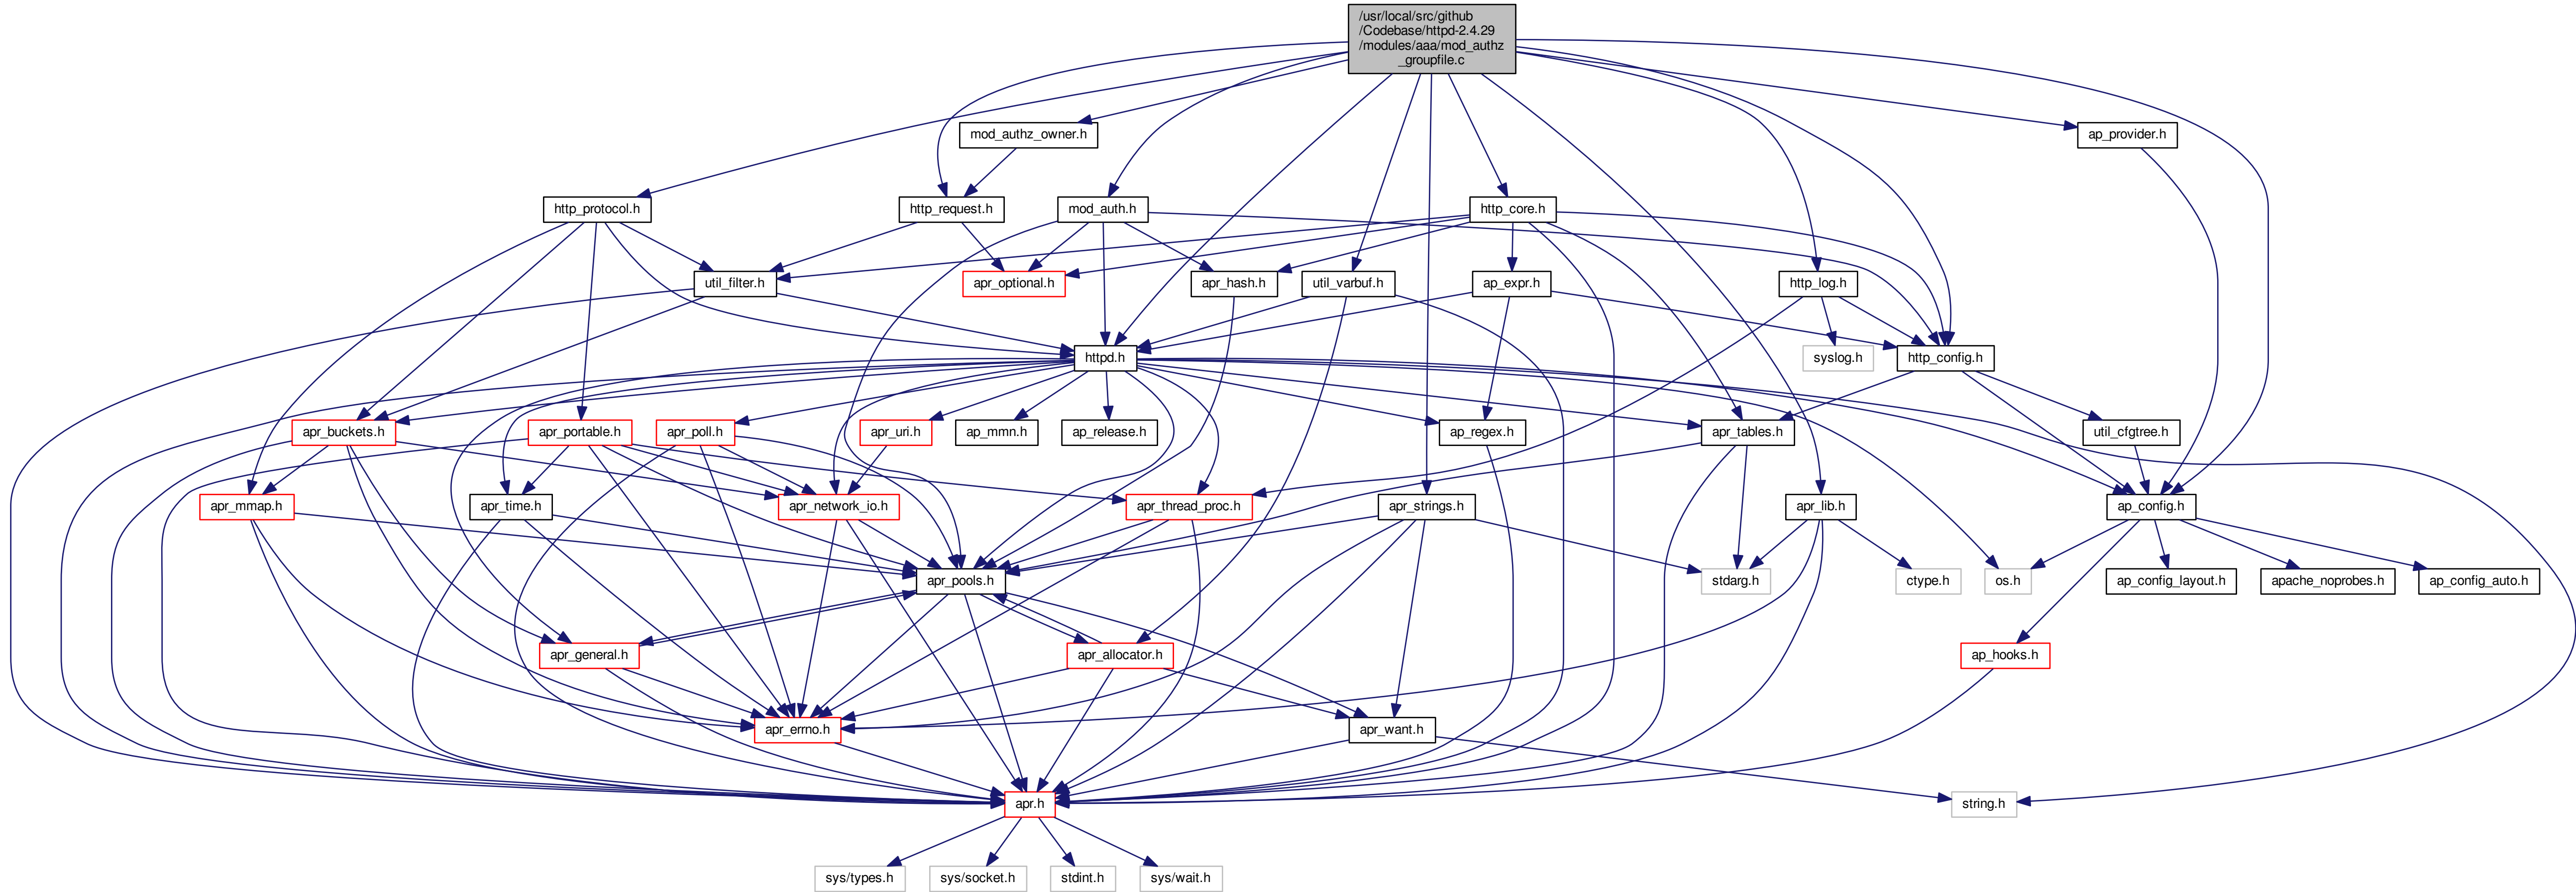 /usr/local/src/github
/Codebase/httpd-2.4.29
/modules/aaa/mod_authz
_groupfile.c
mod_authz_owner.h
ap_provider.h
http_protocol.h
http_request.h
mod_auth.h
http_core.h
util_filter.h
apr_optional.h
apr_hash.h
util_varbuf.h
ap_expr.h
http_log.h
httpd.h
syslog.h
http_config.h
apr_buckets.h
apr_portable.h
apr_poll.h
apr_uri.h
ap_mmn.h
ap_release.h
ap_regex.h
apr_tables.h
util_cfgtree.h
apr_mmap.h
apr_time.h
apr_network_io.h
apr_thread_proc.h
apr_strings.h
apr_lib.h
ap_config.h
apr_pools.h
stdarg.h
ctype.h
os.h
ap_config_layout.h
apache_noprobes.h
ap_config_auto.h
apr_general.h
apr_allocator.h
ap_hooks.h
apr_errno.h
apr_want.h
apr.h
string.h
sys/types.h
sys/socket.h
stdint.h
sys/wait.h